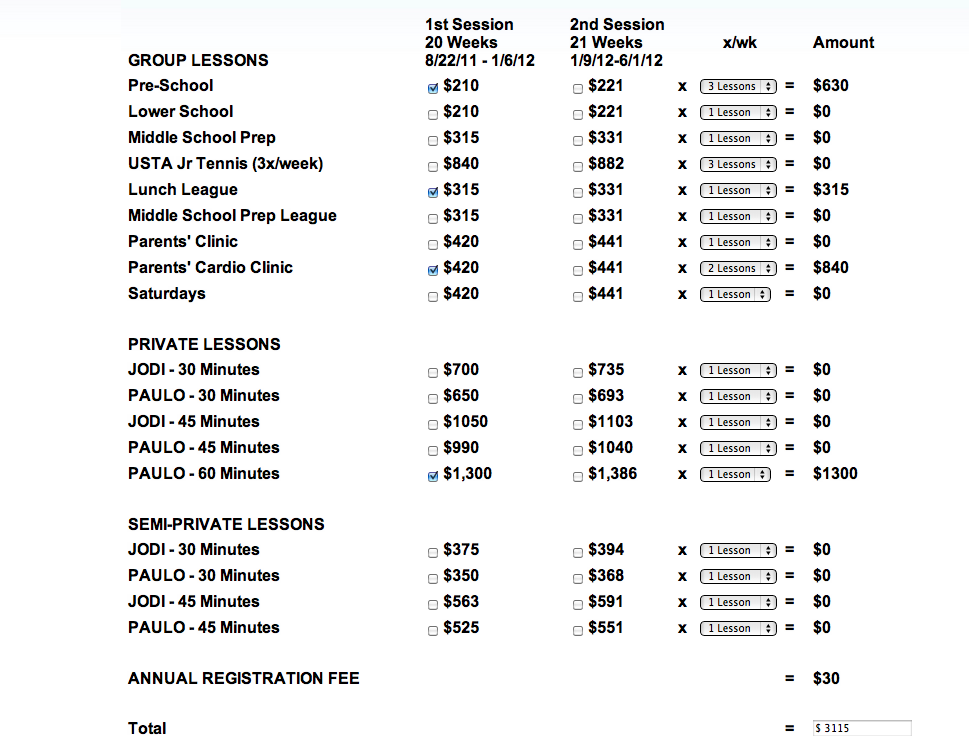 1st Session 2nd Session
20 Weeks 21 Weeks x/wk Amount
GROUP LESSONS 8/22/11 - 1/6/12 1/9/12-6/1/12
Pre-School $210 $221 x 3 Lessons = $630
Lower School $210 $221 x 1 Lesson = $0
Middle School Prep $315 $331 x 1 Lesson = $0
USTA Jr Tennis (3x/week) $840 $882 x 3 Lessons = $0
Lunch League $315 $331 x 1 Lesson = $315
Middle School Prep League $315 $331 x 1 Lesson = $0
Parents' Clinic $420 $441 x 1 Lesson = $0
Parents' Cardio Clinic $420 $441 x 2 Lessons = $840
Saturdays $420 $441 x 1 Lesson = $0
PRIVATE LESSONS
JODI - 30 Minutes $700 $735 x 1 Lesson = $0
PAULO - 30 Minutes $650 $693 x 1 Lesson = $0
JODI - 45 Minutes $1050 $1103 x 1 Lesson = $0
PAULO - 45 Minutes $990 $1040 x 1 Lesson = $0
PAULO - 60 Minutes $1,300 $1,386 x 1 Lesson = $1300
SEMI-PRIVATE LESSONS
JODI - 30 Minutes $375 $394 x 1 Lesson = $0
PAULO - 30 Minutes $350 $368 x 1 Lesson = $0
JODI - 45 Minutes $563 $591 x 1 Lesson = $0
PAULO - 45 Minutes $525 $551 x 1 Lesson = $0
ANNUAL REGISTRATION FEE = $30
Total = $ 3115